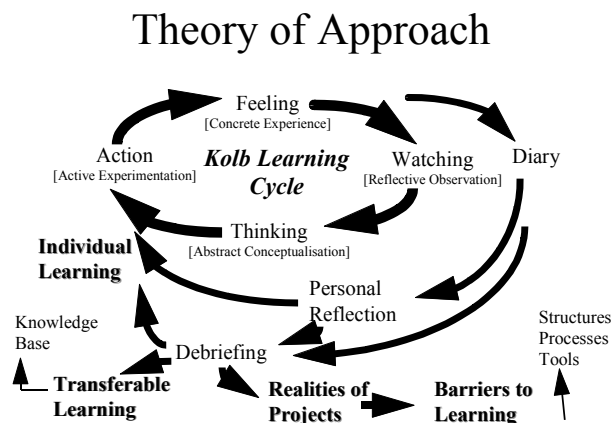 Theory of Approach
Feeling
[Concrete Experience]
Action
[Active Experimentation]
Kolb Learning
Cycle
Watching
[Reflective Observation]
Diary
Thinking
[Abstract Conceptualisation]
Individual
Learning
Personal
Reflection
Knowledge
Base
Structures
Processes
Tools
Debriefing
Transferable
Learning
Realities of
Projects
Barriers to
Learning